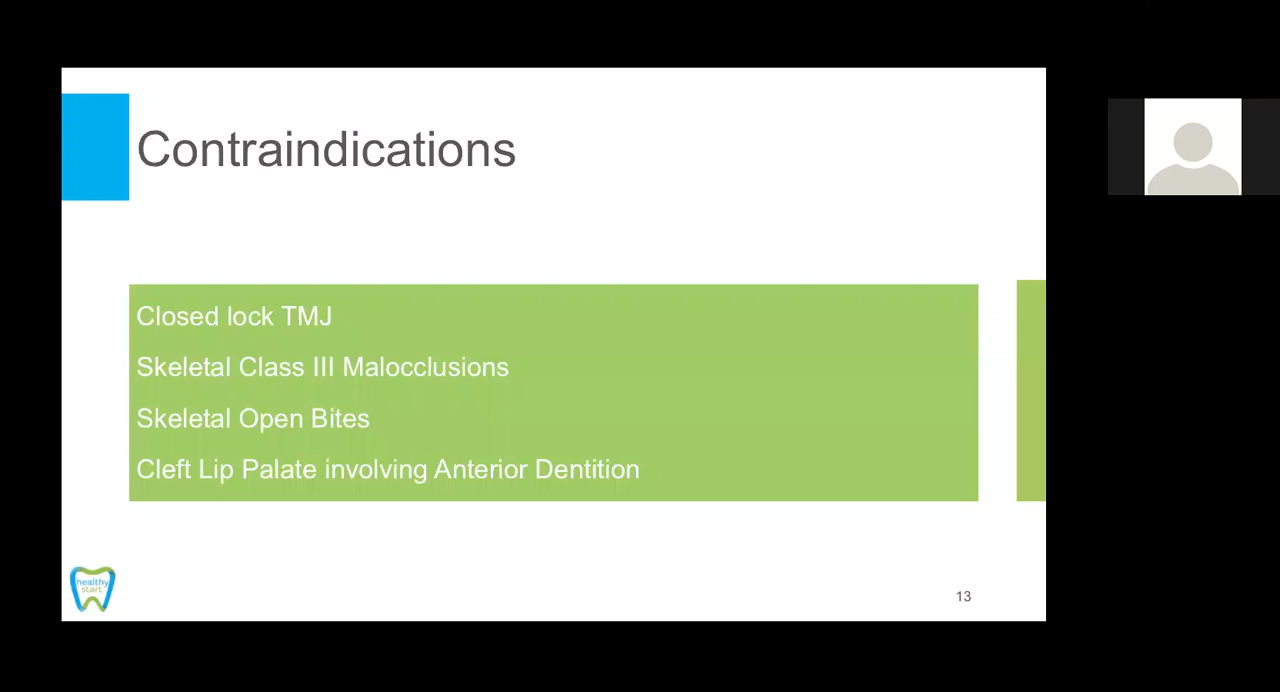 Contraindications
Closed lock TMJ
Skeletal Class III Malocclusions
Skeletal Open Bites
Cleft Lip Palate involving Anterior Dentition
healthy
start
13